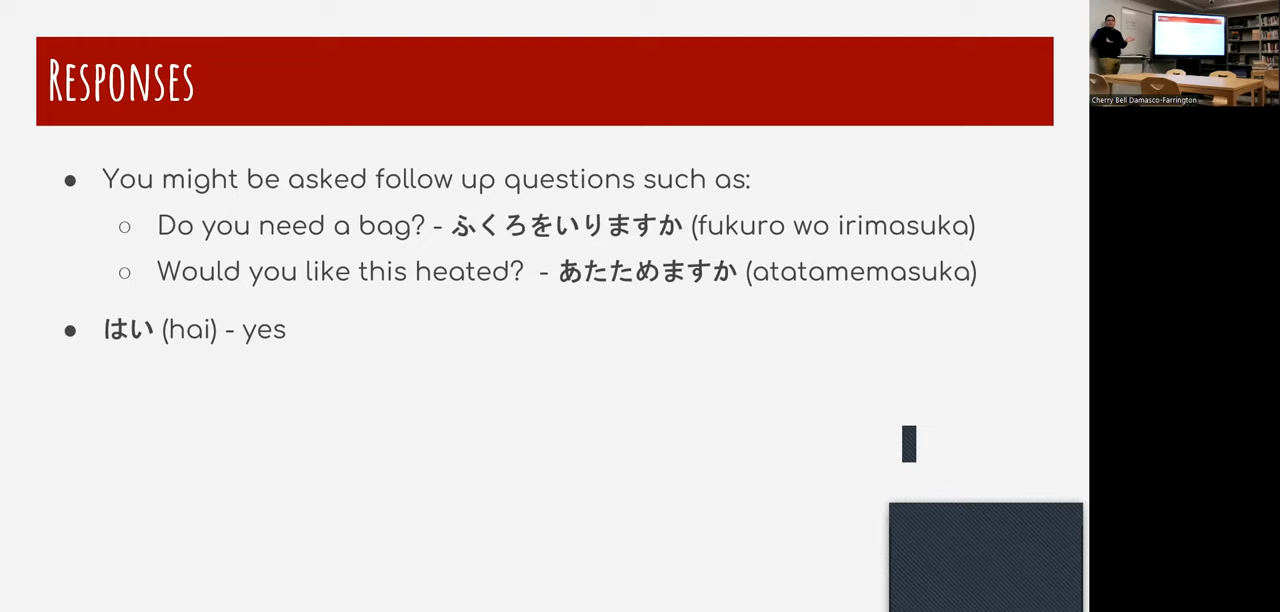 Responses
You might be asked follow up questions such as:
Do you need a bag? - ふくろをいりますか (fukuro wo irimasuka)
Would you like this heated? - あたためますか (atatamemasuka)
はい (hai) - yes
Cherry Bell Damasco-Farrington